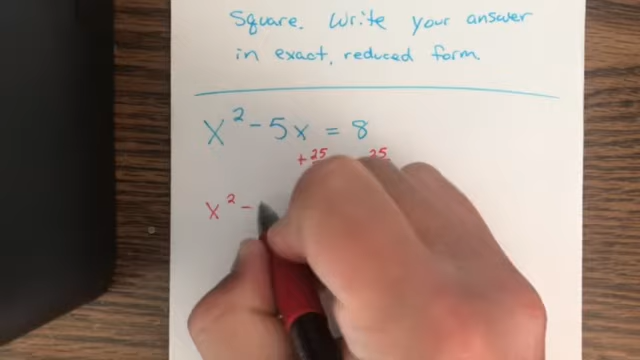 Square. Write your answer
in exact, reduced form
x² - 5x = 8
+25 25
x² -